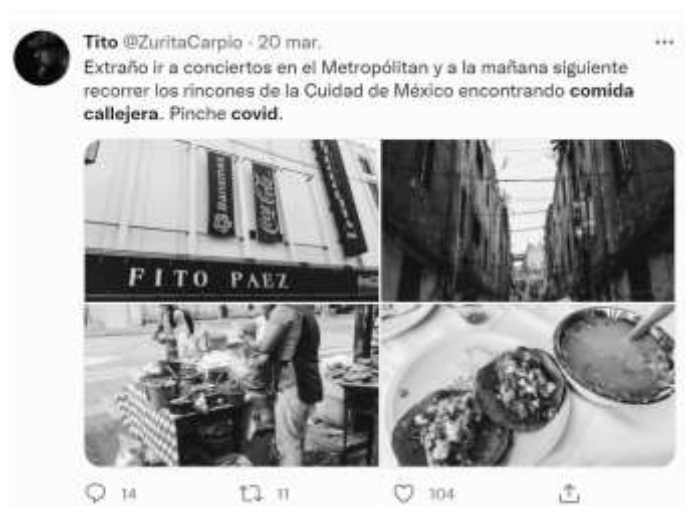 Tito @ZuritaCarpio · 20 mar.
Extraño ir a conciertos en el Metropólitan y a la mañana siguiente
recorrer los rincones de la Cuidad de México encontrando comida
callejera. Pinche covid.
Banamex
Coca-Cola
FITO PAEZ
14 11 104